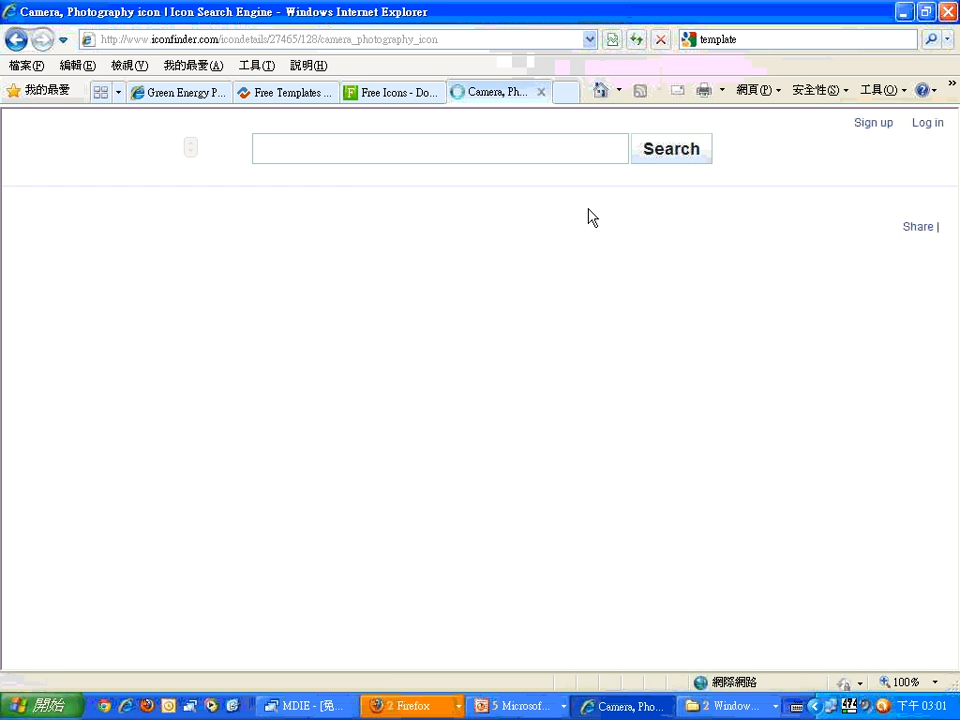 Camera, Photography icon | Icon Search Engine - Windows Internet Explorer
http://www.iconfinder.com/icondetails/27465/128/camera_photography_icon
template
檔案(F) 編輯(E) 檢視(V) 我的最愛(A) 工具(T) 說明(H)
我的最愛 Green Energy P... Free Templates ... Free Icons - Do... Camera, Ph... 網頁(P) 安全性(S) 工具(O) »
Sign up Log in
Search
Share |
網際網路 100%
開始 MDIE - [兔... 2 Firefox 5 Microsof... Camera, Pho... 2 Window... 474 下午 03:01